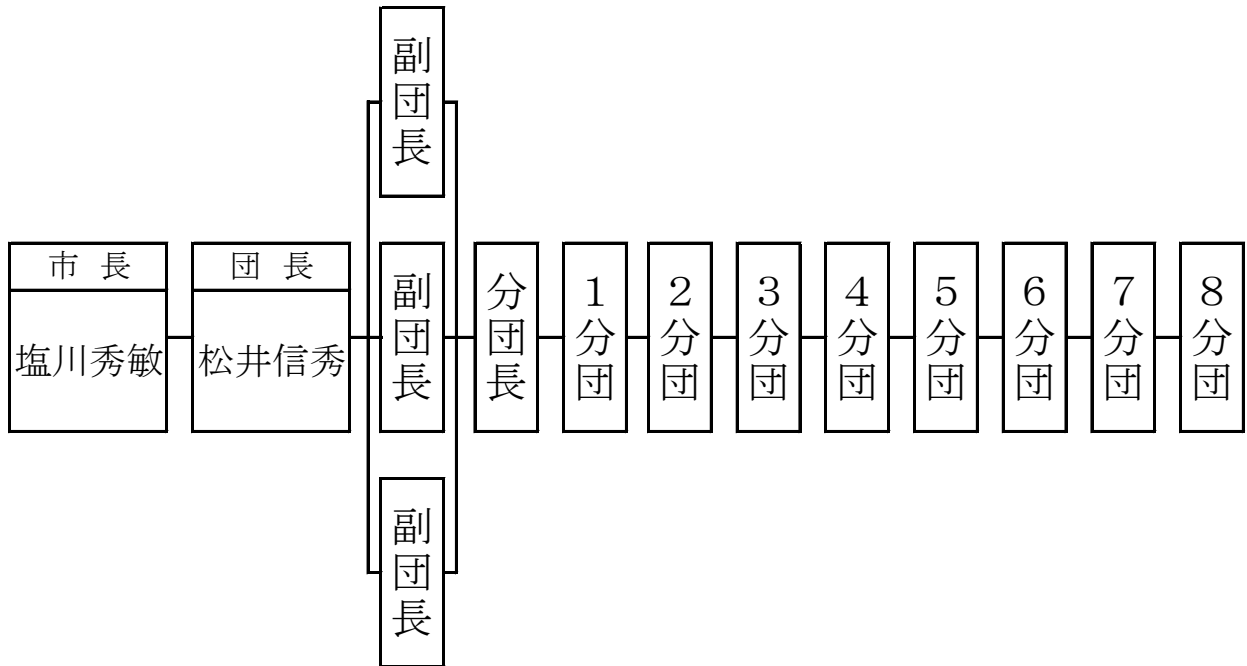 副団長
市長
塩川秀敏
団長
松井信秀
副団長
分団長
1分団
2分団
3分団
4分団
5分団
6分団
7分団
8分団
副団長